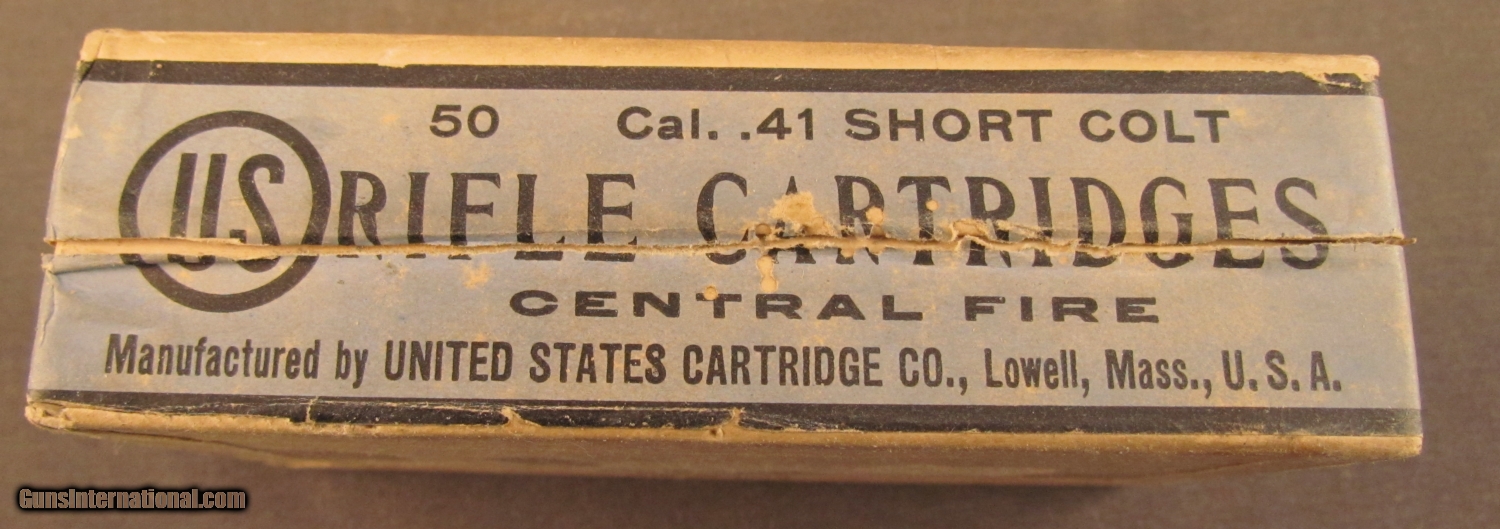 50 Cal. .41 SHORT COLT
US RIFLE CARTRIDGES
CENTRAL FIRE
Manufactured by UNITED STATES CARTRIDGE CO., Lowell, Mass., U. S. A.
GunsInternational.com